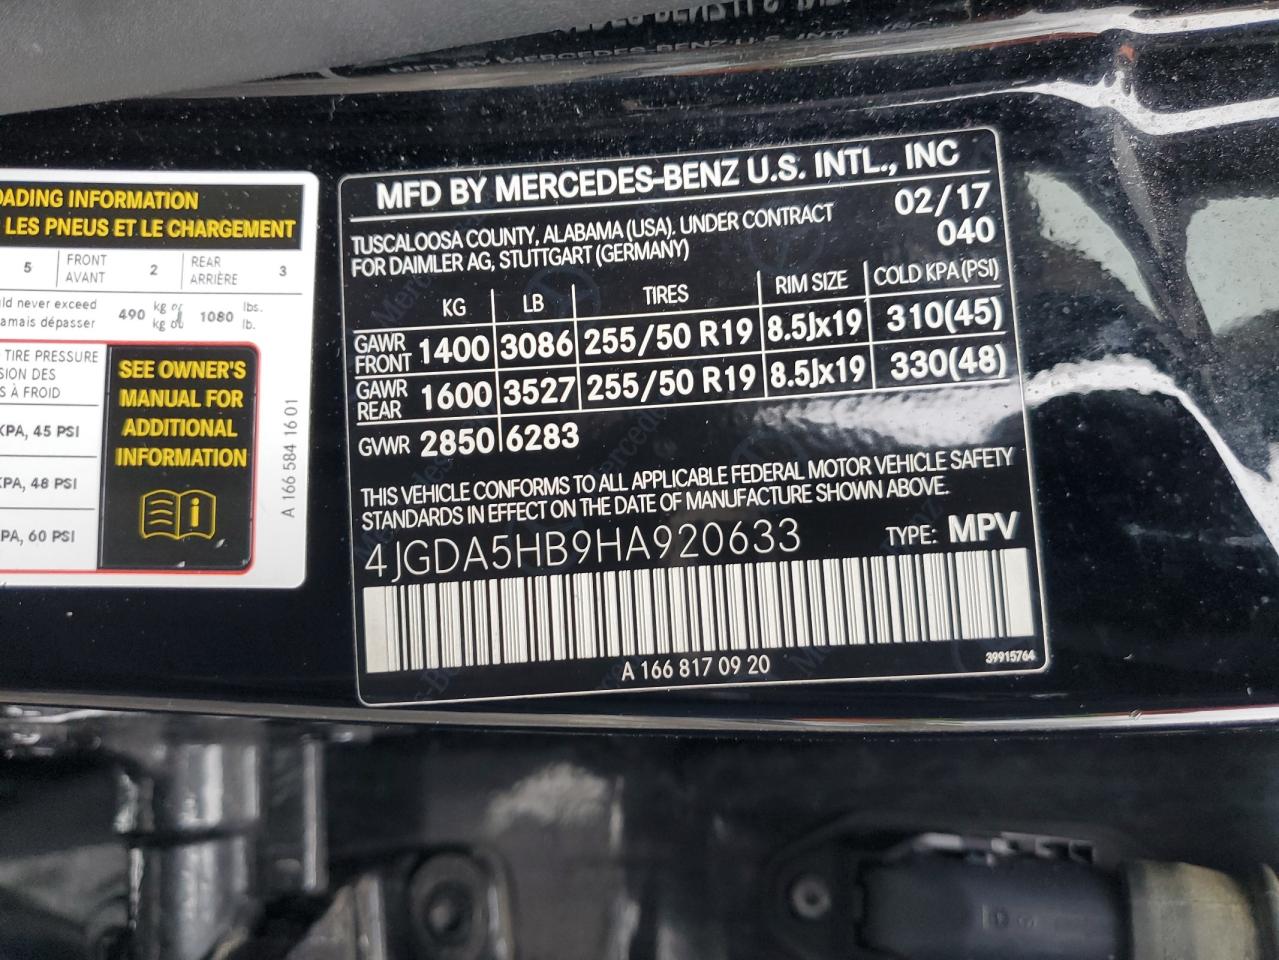 OADING INFORMATION
LES PNEUS ET LE CHARGEMENT
5 FRONT AVANT 2 REAR ARRIÈRE 3
ld never exceed
amais dépasser
490 kg or kg ou 1080 lbs. lb.
TIRE PRESSURE
SION DES
S À FROID
KPA, 45 PSI
KPA, 48 PSI
PA, 60 PSI
SEE OWNER'S
MANUAL FOR
ADDITIONAL
INFORMATION
A 166 584 16 01
MFD BY MERCEDES-BENZ U.S. INTL., INC
TUSCALOOSA COUNTY, ALABAMA (USA). UNDER CONTRACT
FOR DAIMLER AG, STUTTGART (GERMANY)
02/17
040
KG LB TIRES RIM SIZE COLD KPA (PSI)
GAWR FRONT 1400 3086 255/50 R19 8.5Jx19 310(45)
GAWR REAR 1600 3527 255/50 R19 8.5Jx19 330(48)
GVWR 2850 6283
THIS VEHICLE CONFORMS TO ALL APPLICABLE FEDERAL MOTOR VEHICLE SAFETY
STANDARDS IN EFFECT ON THE DATE OF MANUFACTURE SHOWN ABOVE.
4JGDA5HB9HA920633 TYPE: MPV
A 166 817 09 20
39915764